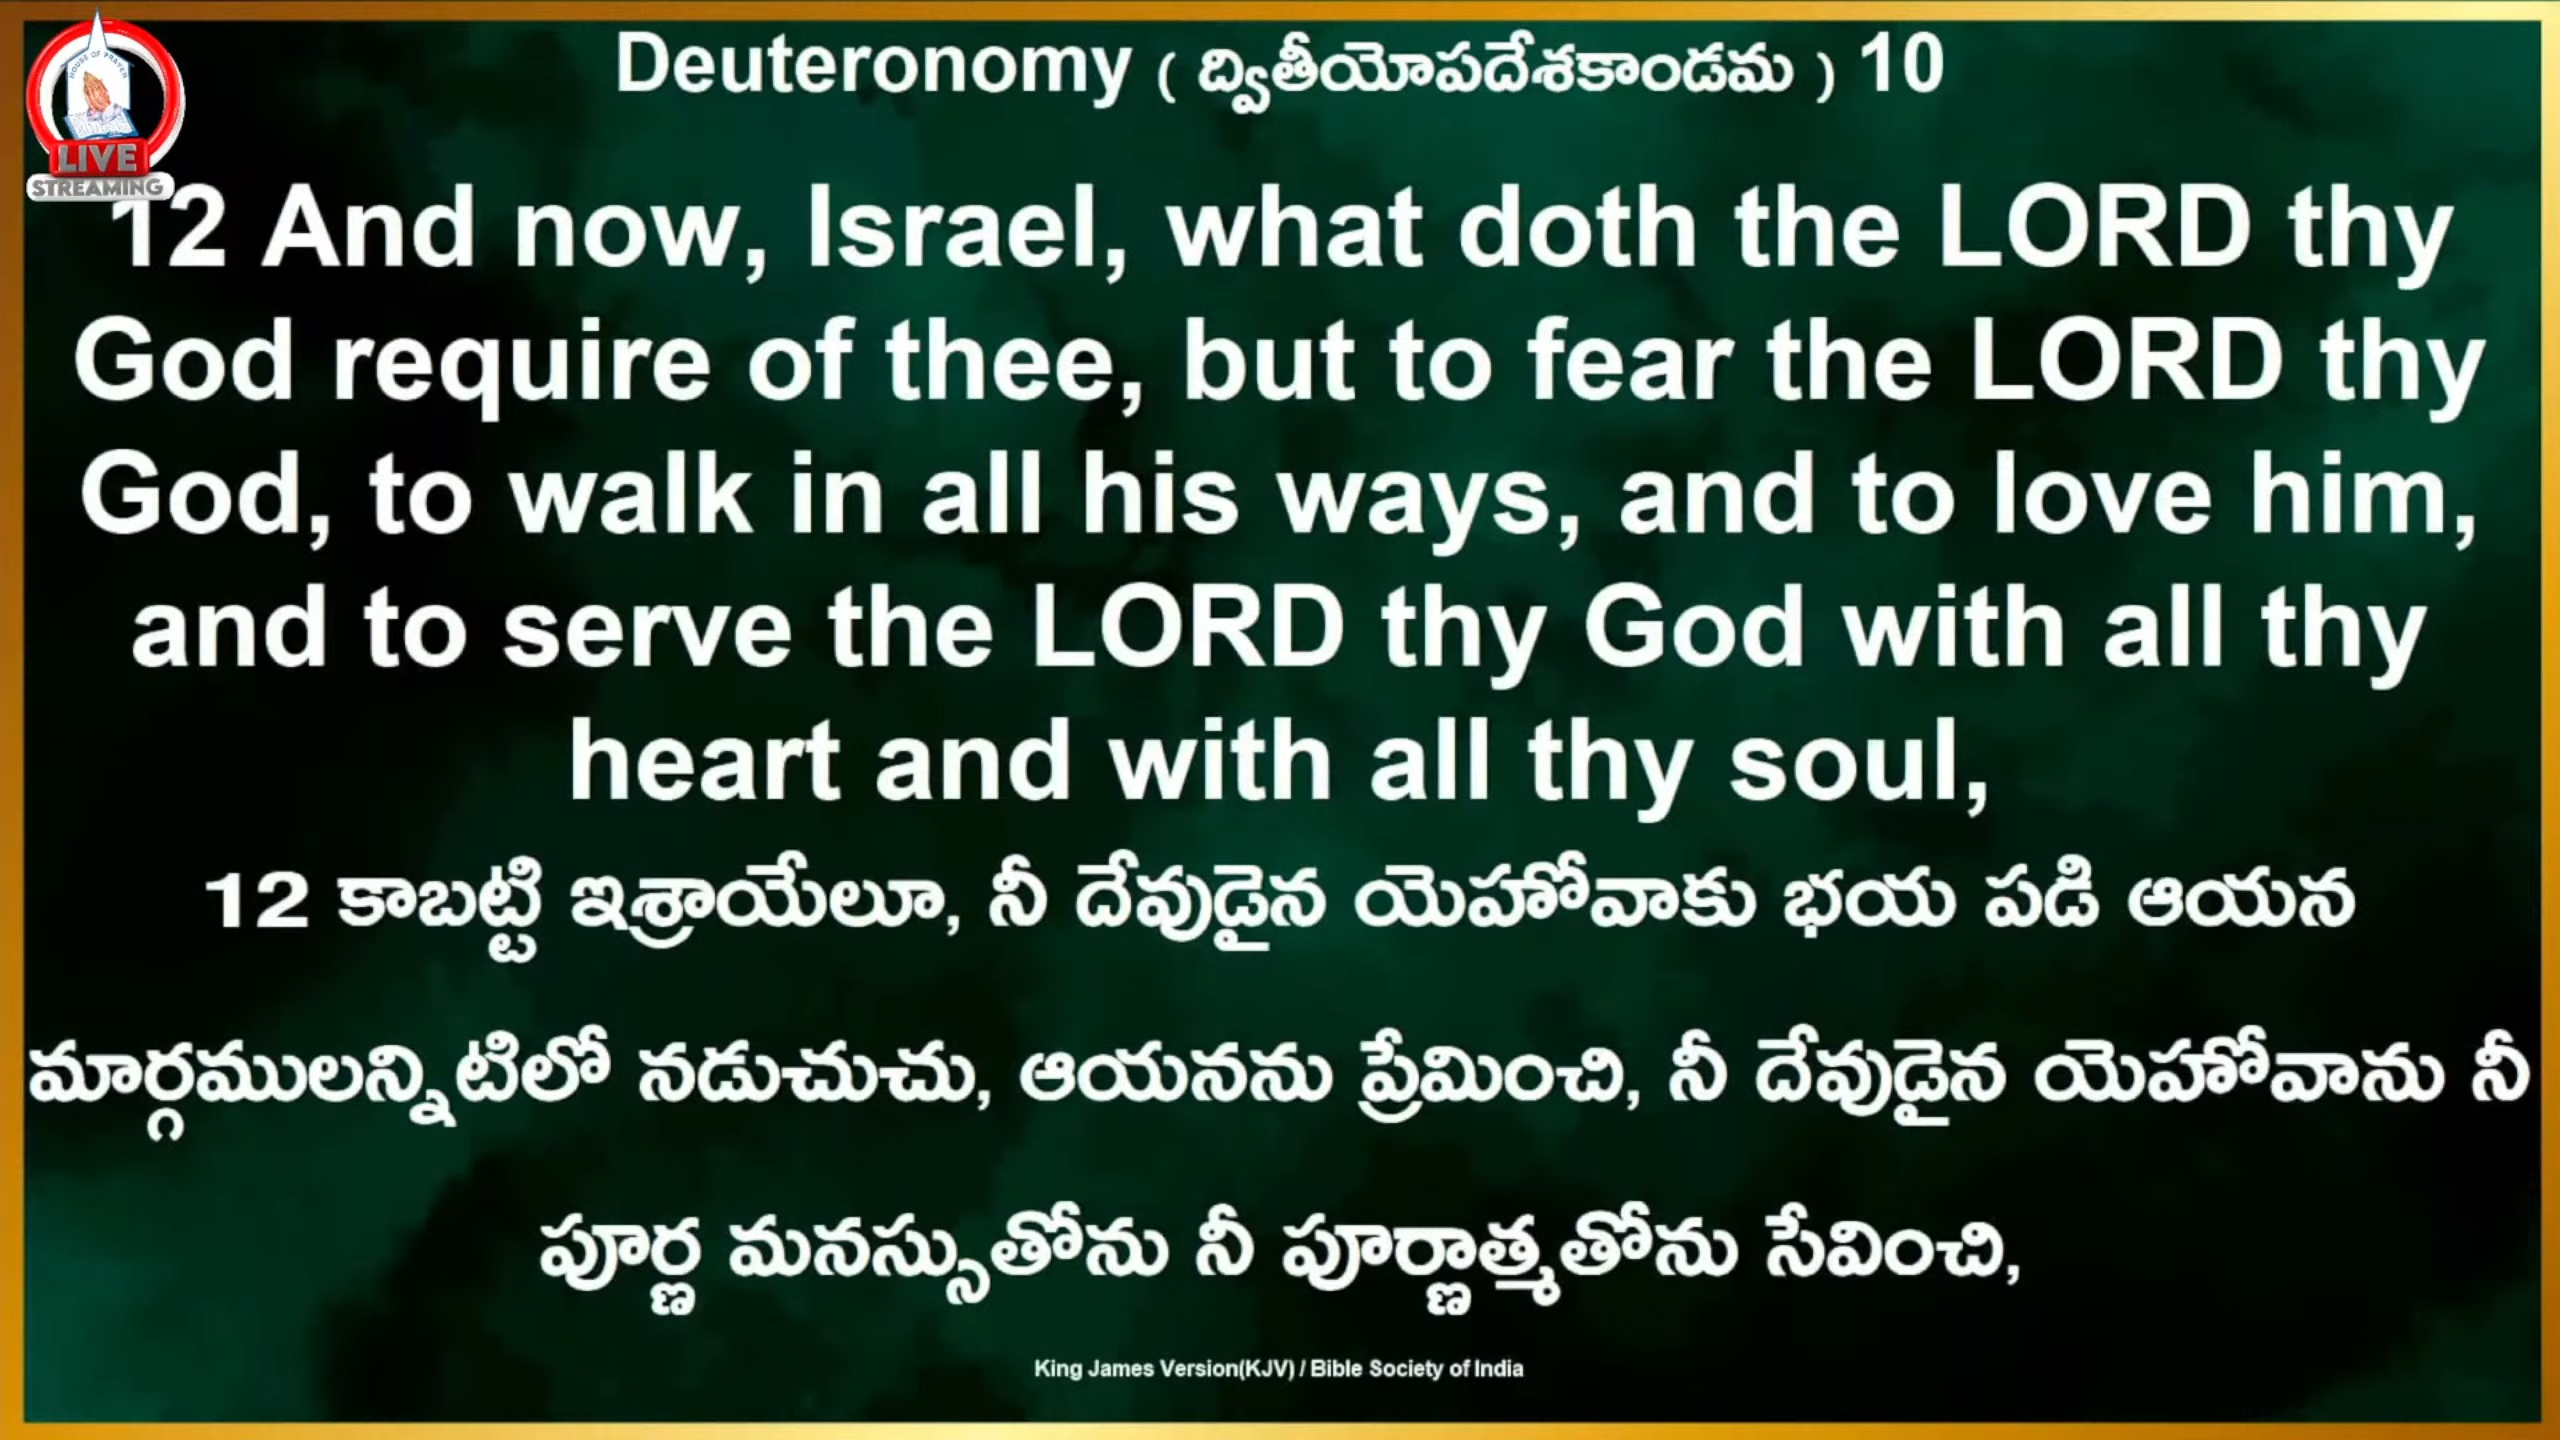 HOUSE OF PRAYER
LIVE
STREAMING
Deuteronomy ( ద్వితీయోపదేశకాండమ ) 10
12 And now, Israel, what doth the LORD thy
God require of thee, but to fear the LORD thy
God, to walk in all his ways, and to love him,
and to serve the LORD thy God with all thy
heart and with all thy soul,
12 కాబట్టి ఇశ్రాయేలూ, నీ దేవుడైన యెహోవాకు భయ పడి ఆయన
మార్గములన్నిటిలో నడుచుచు, ఆయనను ప్రేమించి, నీ దేవుడైన యెహోవాను నీ
పూర్ణ మనస్సుతోను నీ పూర్ణాత్మతోను సేవించి,
King James Version(KJV) / Bible Society of India